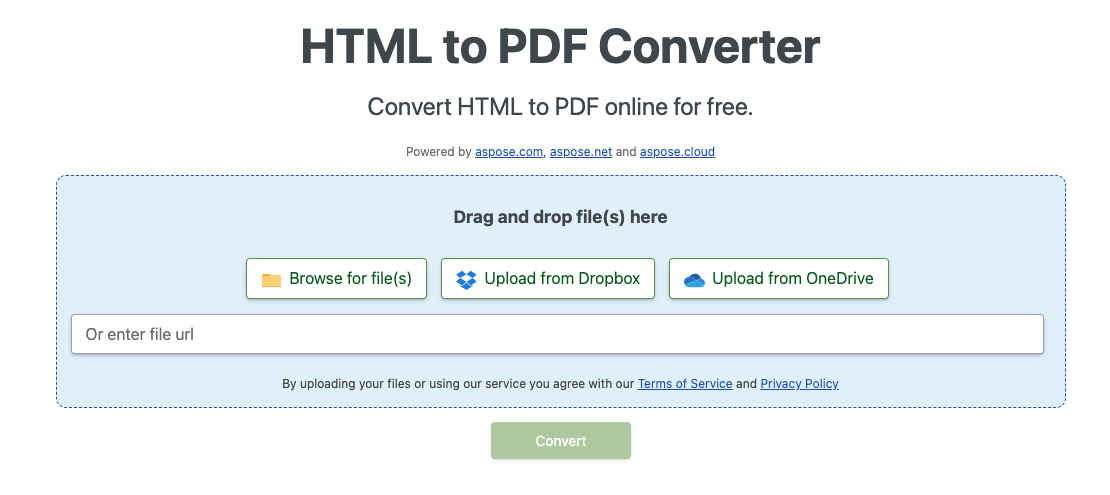 HTML to PDF Converter
Convert HTML to PDF online for free.
Powered by aspose.com, aspose.net and aspose.cloud
Drag and drop file(s) here
Browse for file(s)
Upload from Dropbox
Upload from OneDrive
Or enter file url
By uploading your files or using our service you agree with our Terms of Service and Privacy Policy
Convert